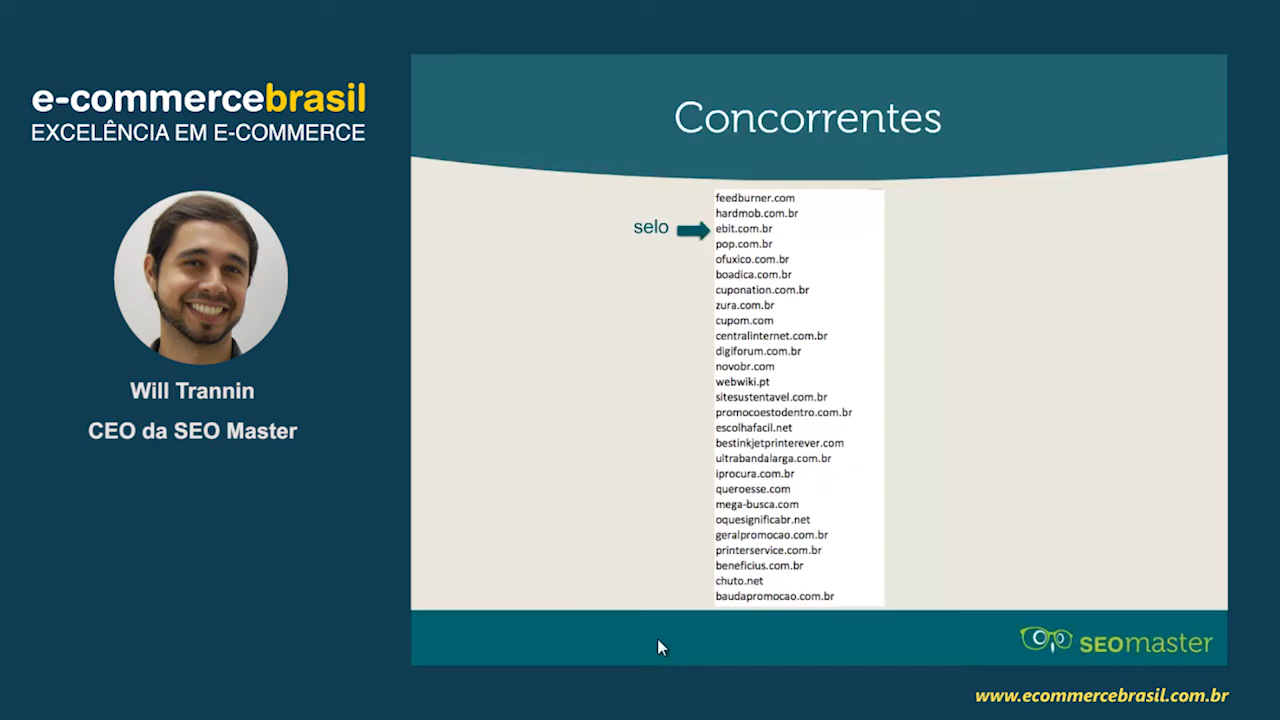 e-commercebrasil
EXCELÊNCIA EM E-COMMERCE
Will Trannin
CEO da SEO Master
Concorrentes
selo
feedburner.com
hardmob.com.br
ebit.com.br
pop.com.br
ofuxico.com.br
boadica.com.br
cuponation.com.br
zura.com.br
cupom.com
centralinternet.com.br
digiforum.com.br
novobr.com
webwiki.pt
sitesustentavel.com.br
promocoestodentro.com.br
escolhafacil.net
bestinkjetprinterever.com
ultrabandalarga.com.br
iprocura.com.br
queroesse.com
mega-busca.com
oquesignificabr.net
geralpromocao.com.br
printerservice.com.br
beneficius.com.br
chuto.net
baudapromocao.com.br
SEOmaster
www.ecommercebrasil.com.br